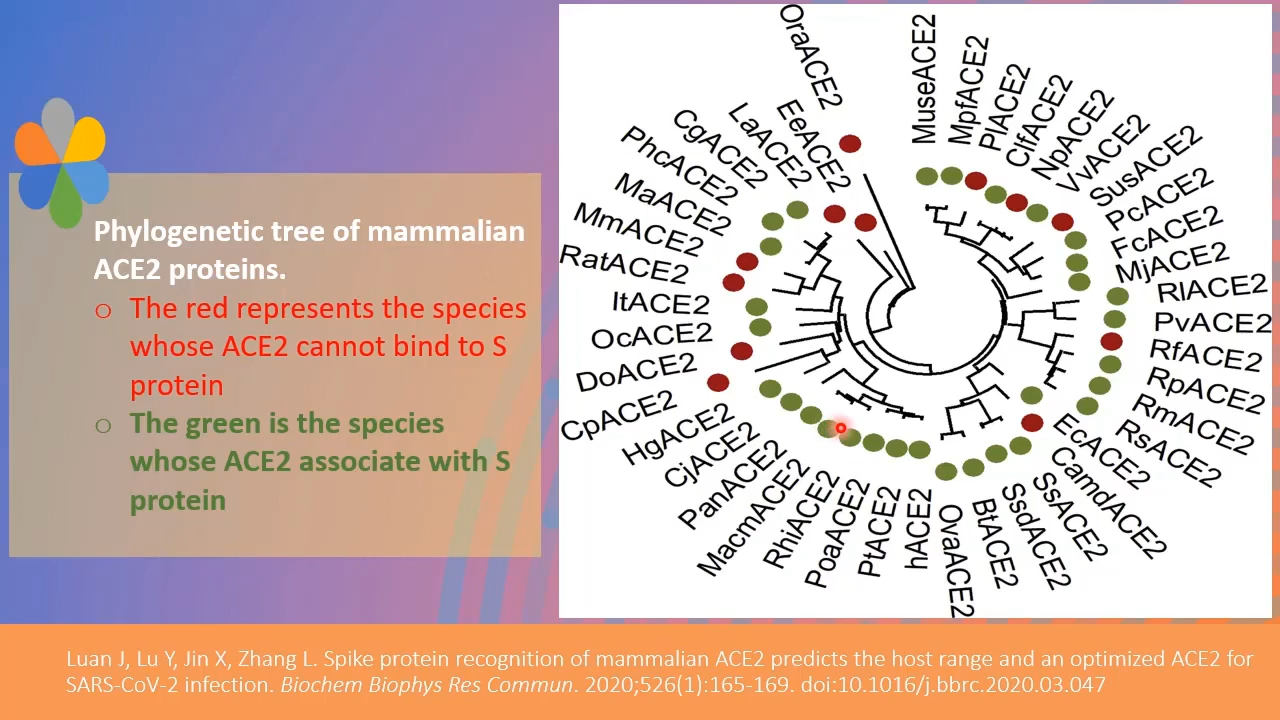 Phylogenetic tree of mammalian
ACE2 proteins.
o The red represents the species
whose ACE2 cannot bind to S
protein
o The green is the species
whose ACE2 associate with S
protein
OraACE2
EeACE2
LaACE2
CgACE2
PhcACE2
MaACE2
MmACE2
RatACE2
ItACE2
OcACE2
DoACE2
CpACE2
HgACE2
CjACE2
PanACE2
MacmACE2
RhiACE2
PoaACE2
PtACE2
hACE2
OvaACE2
BtACE2
SsdACE2
SsACE2
CamdACE2
EcACE2
RsACE2
RmACE2
RpACE2
RfACE2
PvACE2
RlACE2
MjACE2
FcACE2
PcACE2
SusACE2
VvACE2
NpACE2
ClfACE2
PlACE2
MpfACE2
MuseACE2
Luan J, Lu Y, Jin X, Zhang L. Spike protein recognition of mammalian ACE2 predicts the host range and an optimized ACE2 for
SARS-CoV-2 infection. Biochem Biophys Res Commun. 2020;526(1):165-169. doi:10.1016/j.bbrc.2020.03.047